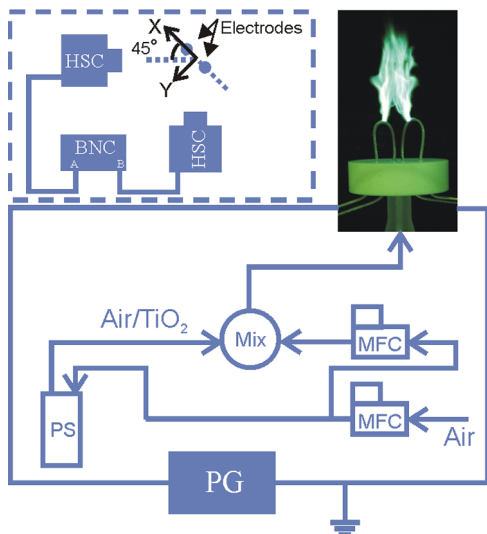 X
Electrodes
45°
HSC
Y
BNC
A B
HSC
Air/TiO₂
Mix
MFC
PS
MFC
Air
PG